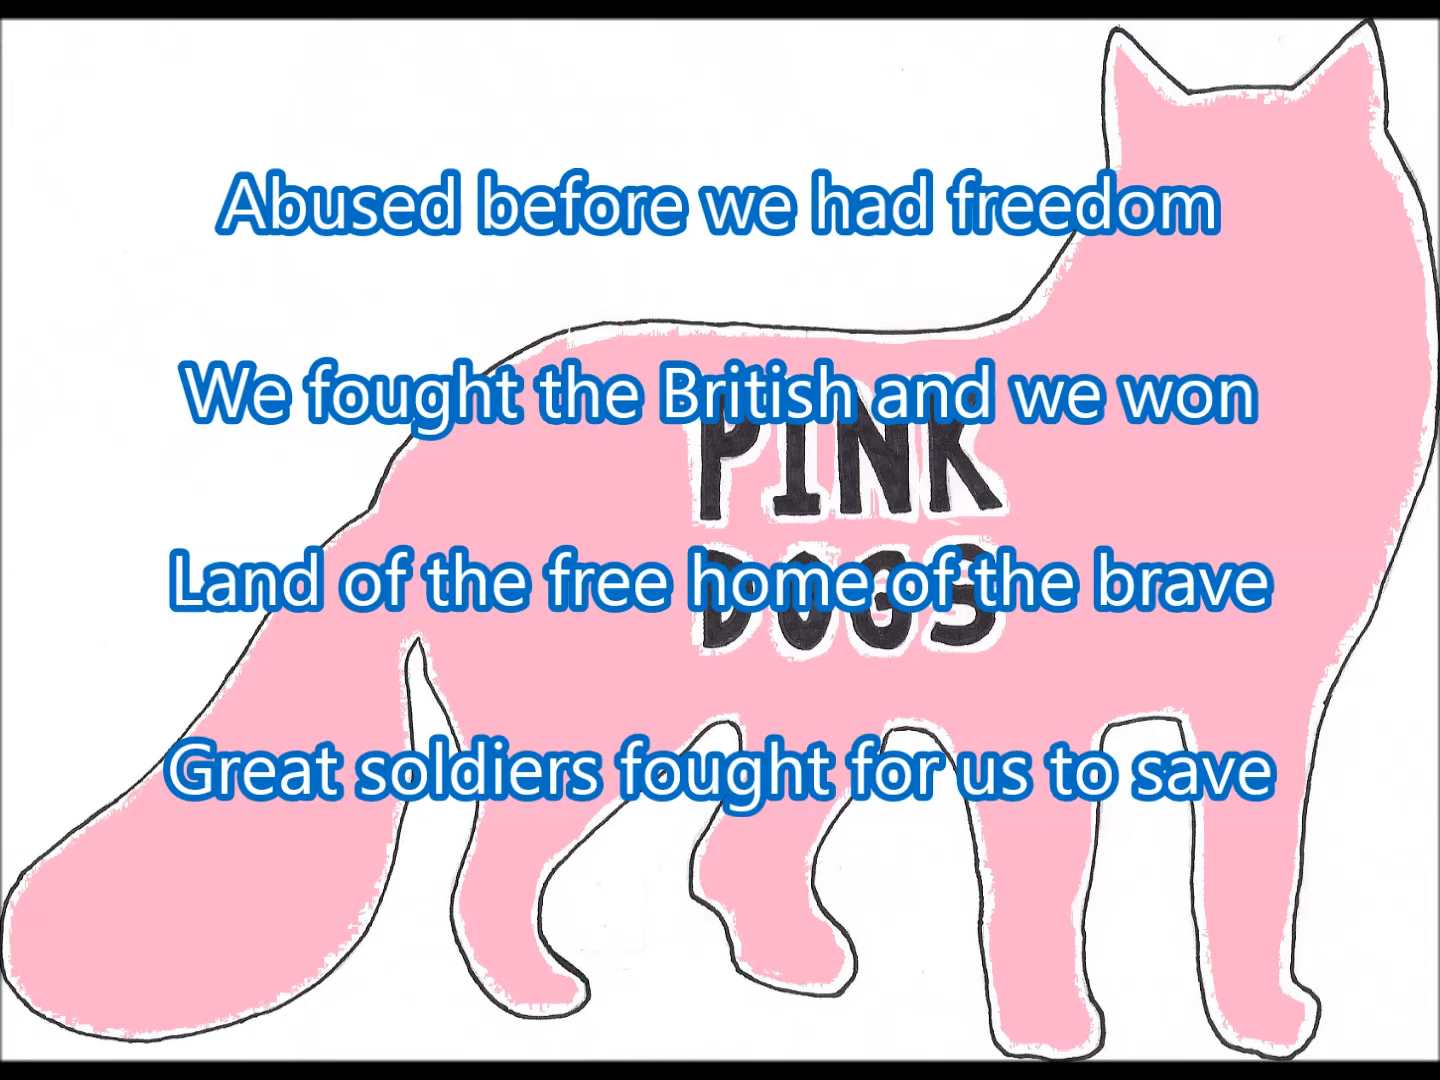 Abused before we had freedom
We fought the British and we won
PINK
Land of the free home of the brave
DOGS
Great soldiers fought for us to save